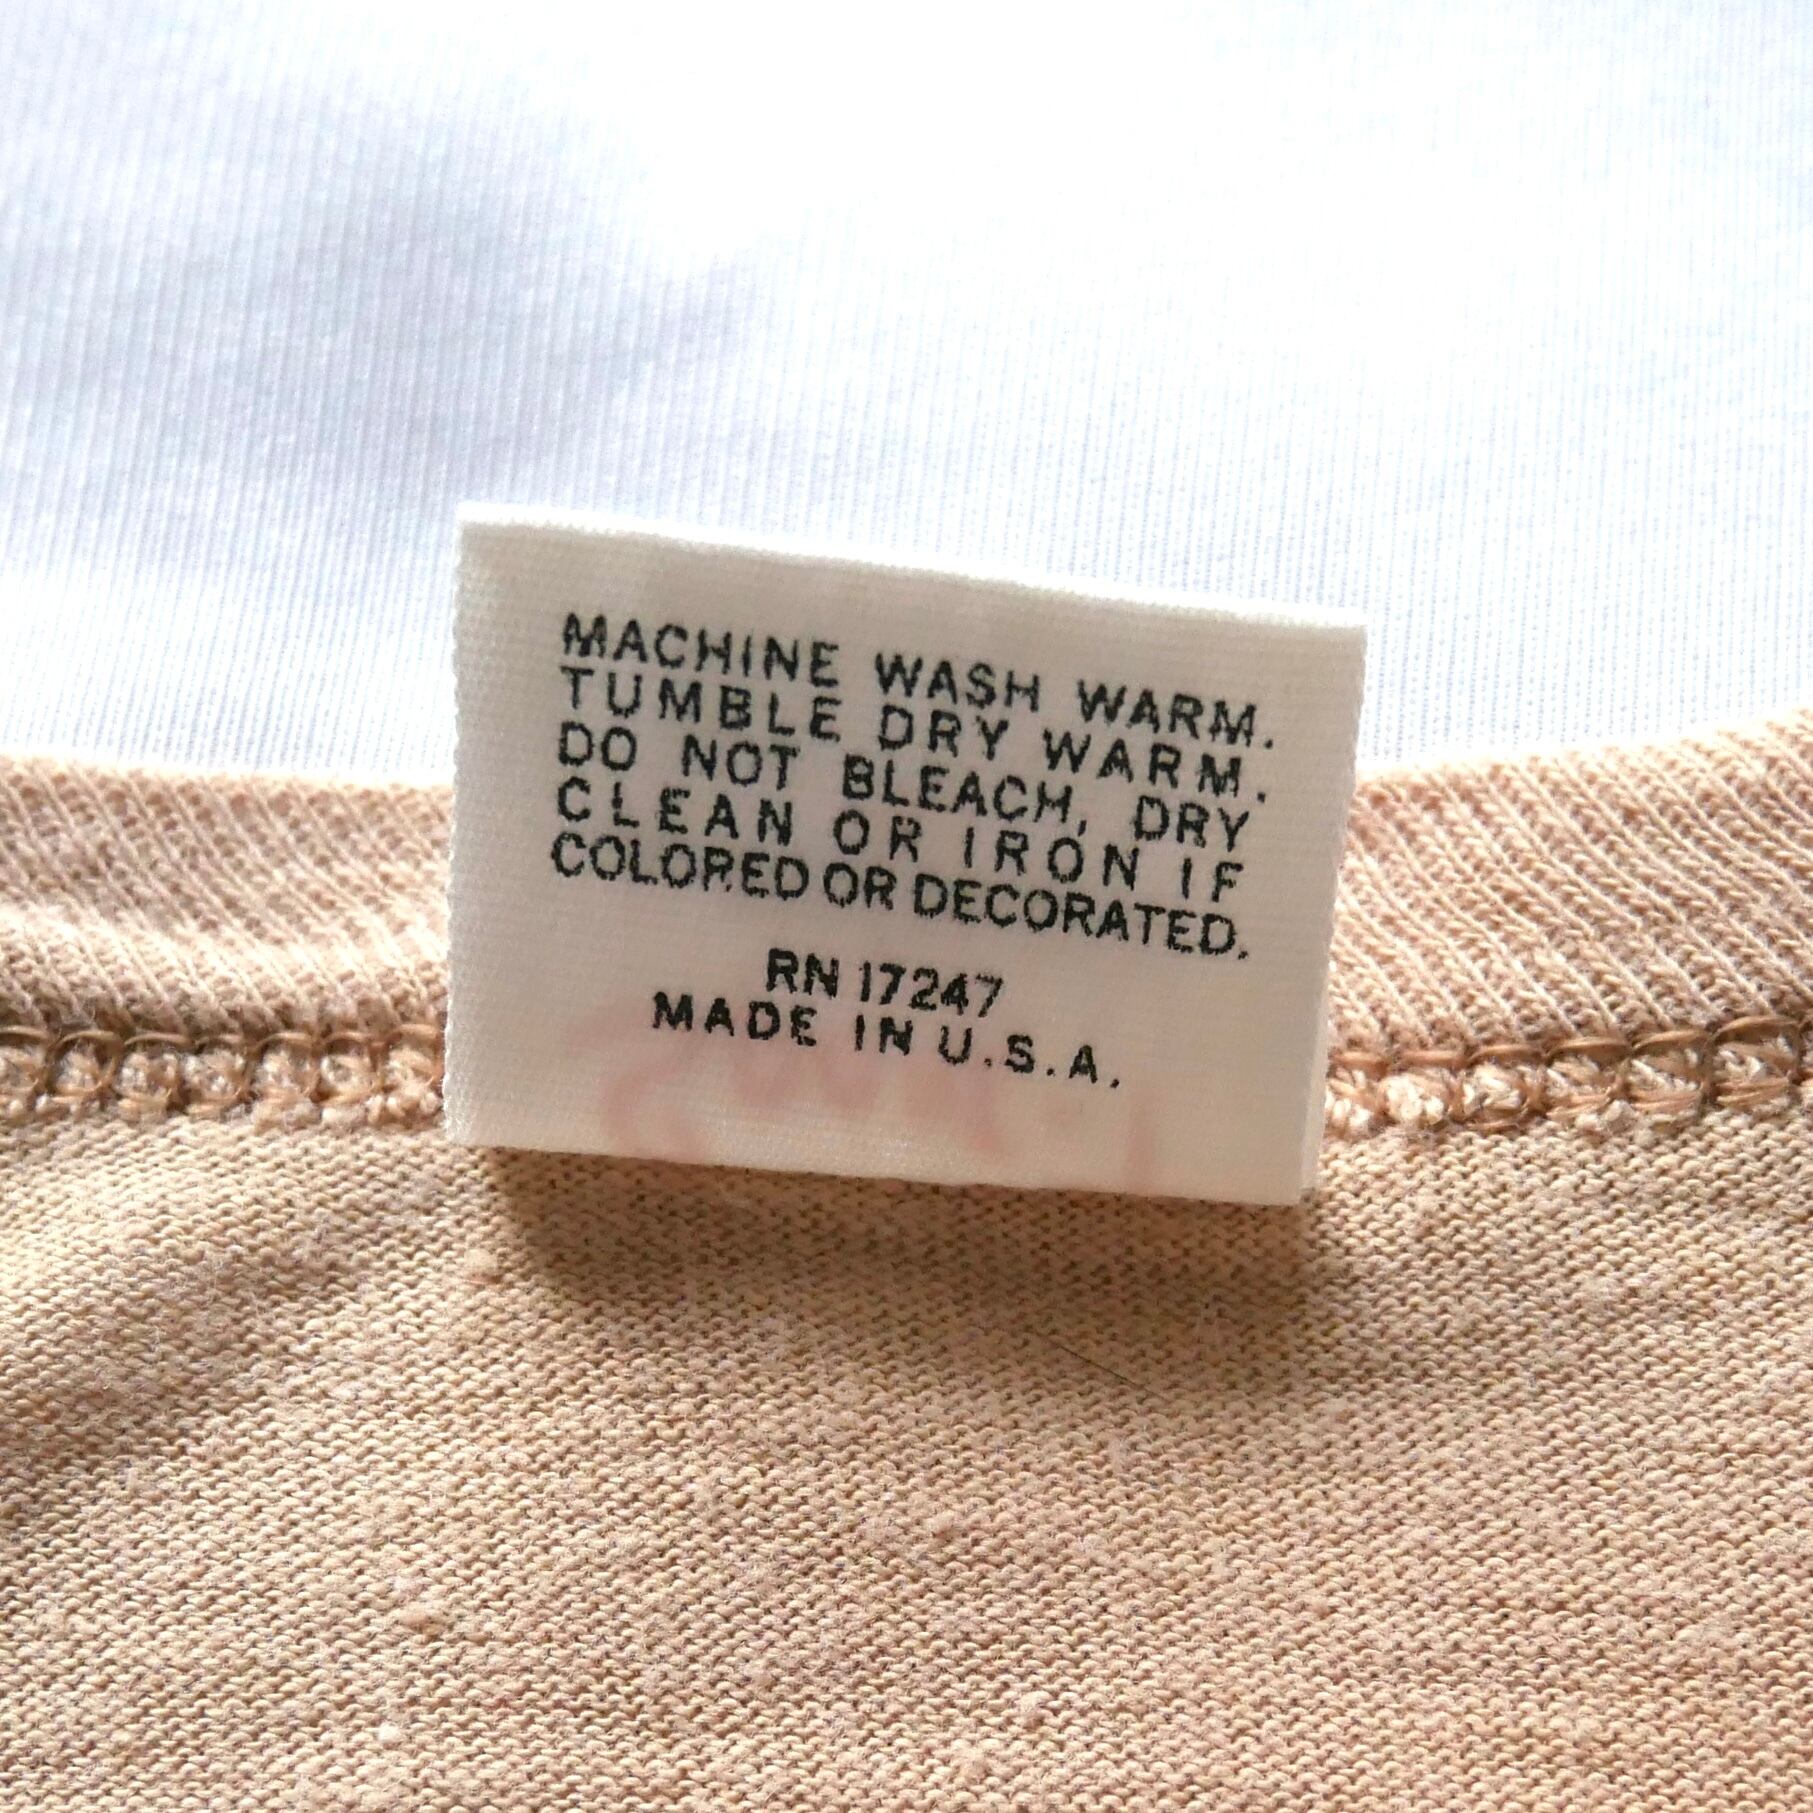 MACHINE WASH WARM.
TUMBLE DRY WARM.
DO NOT BLEACH, DRY
CLEAN OR IRON IF
COLORED OR DECORATED.
RN 17247
MADE IN U.S.A.